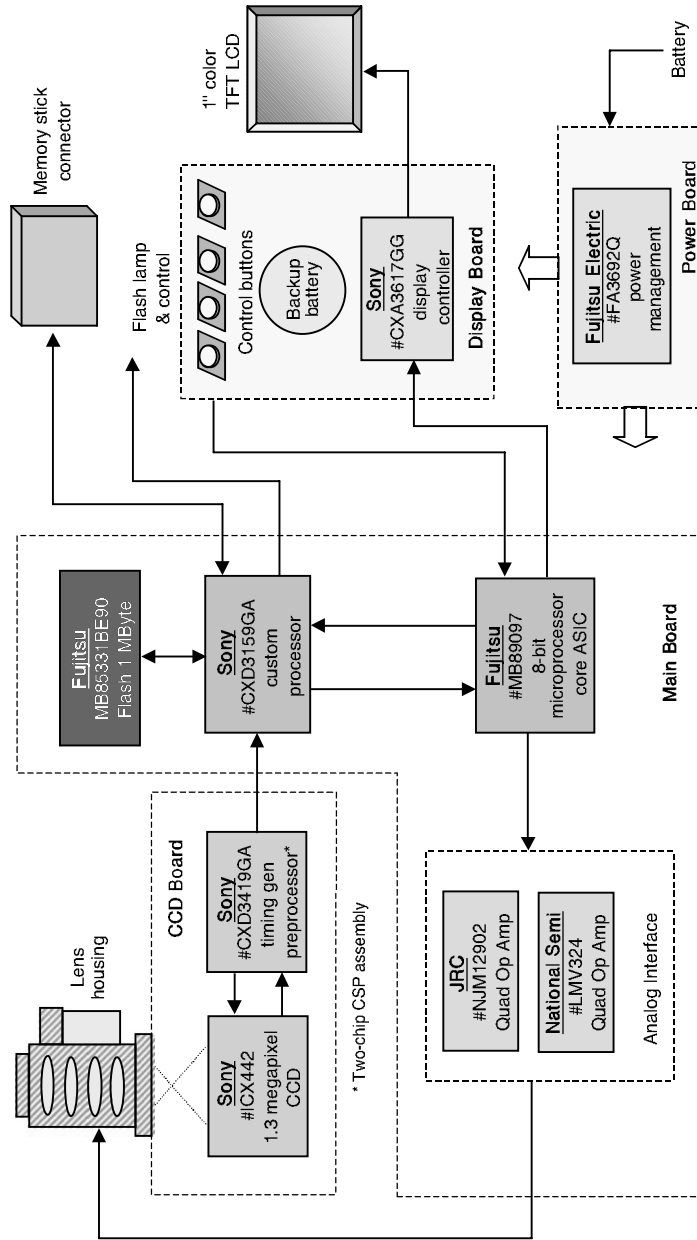 Lens
housing
CCD Board
Sony
#ICX442
1.3 megapixel
CCD
Sony
#CXD3419GA
timing gen
preprocessor*
* Two-chip CSP assembly
Fujitsu
MB85331BE90
Flash 1 MByte
Sony
#CXD3159GA
custom
processor
Fujitsu
#MB89097
8-bit
microprocessor
core ASIC
Main Board
JRC
#NJM12902
Quad Op Amp
National Semi
#LMV324
Quad Op Amp
Analog Interface
Memory stick
connector
Flash lamp
& control
Control buttons
Backup
battery
Sony
#CXA3617GG
display
controller
Display Board
1" color
TFT LCD
Fujitsu Electric
#FA3692Q
power
management
Power Board
Battery